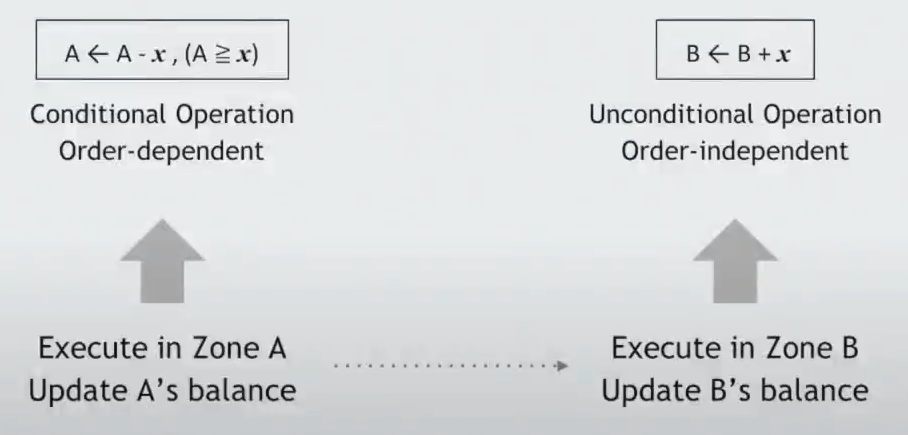 A ← A - x , (A ≧ x)
Conditional Operation
Order-dependent
B ← B + x
Unconditional Operation
Order-independent
Execute in Zone A
Update A’s balance
Execute in Zone B
Update B’s balance